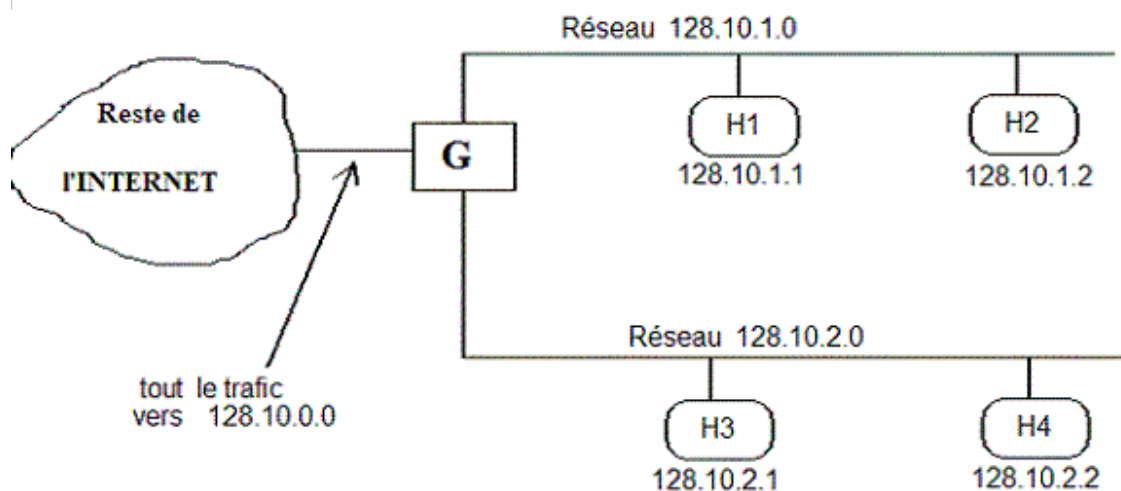 Réseau 128.10.1.0
Reste de
l'INTERNET
G
H1
H2
128.10.1.1
128.10.1.2
Réseau 128.10.2.0
tout le trafic
vers 128.10.0.0
H3
H4
128.10.2.1
128.10.2.2